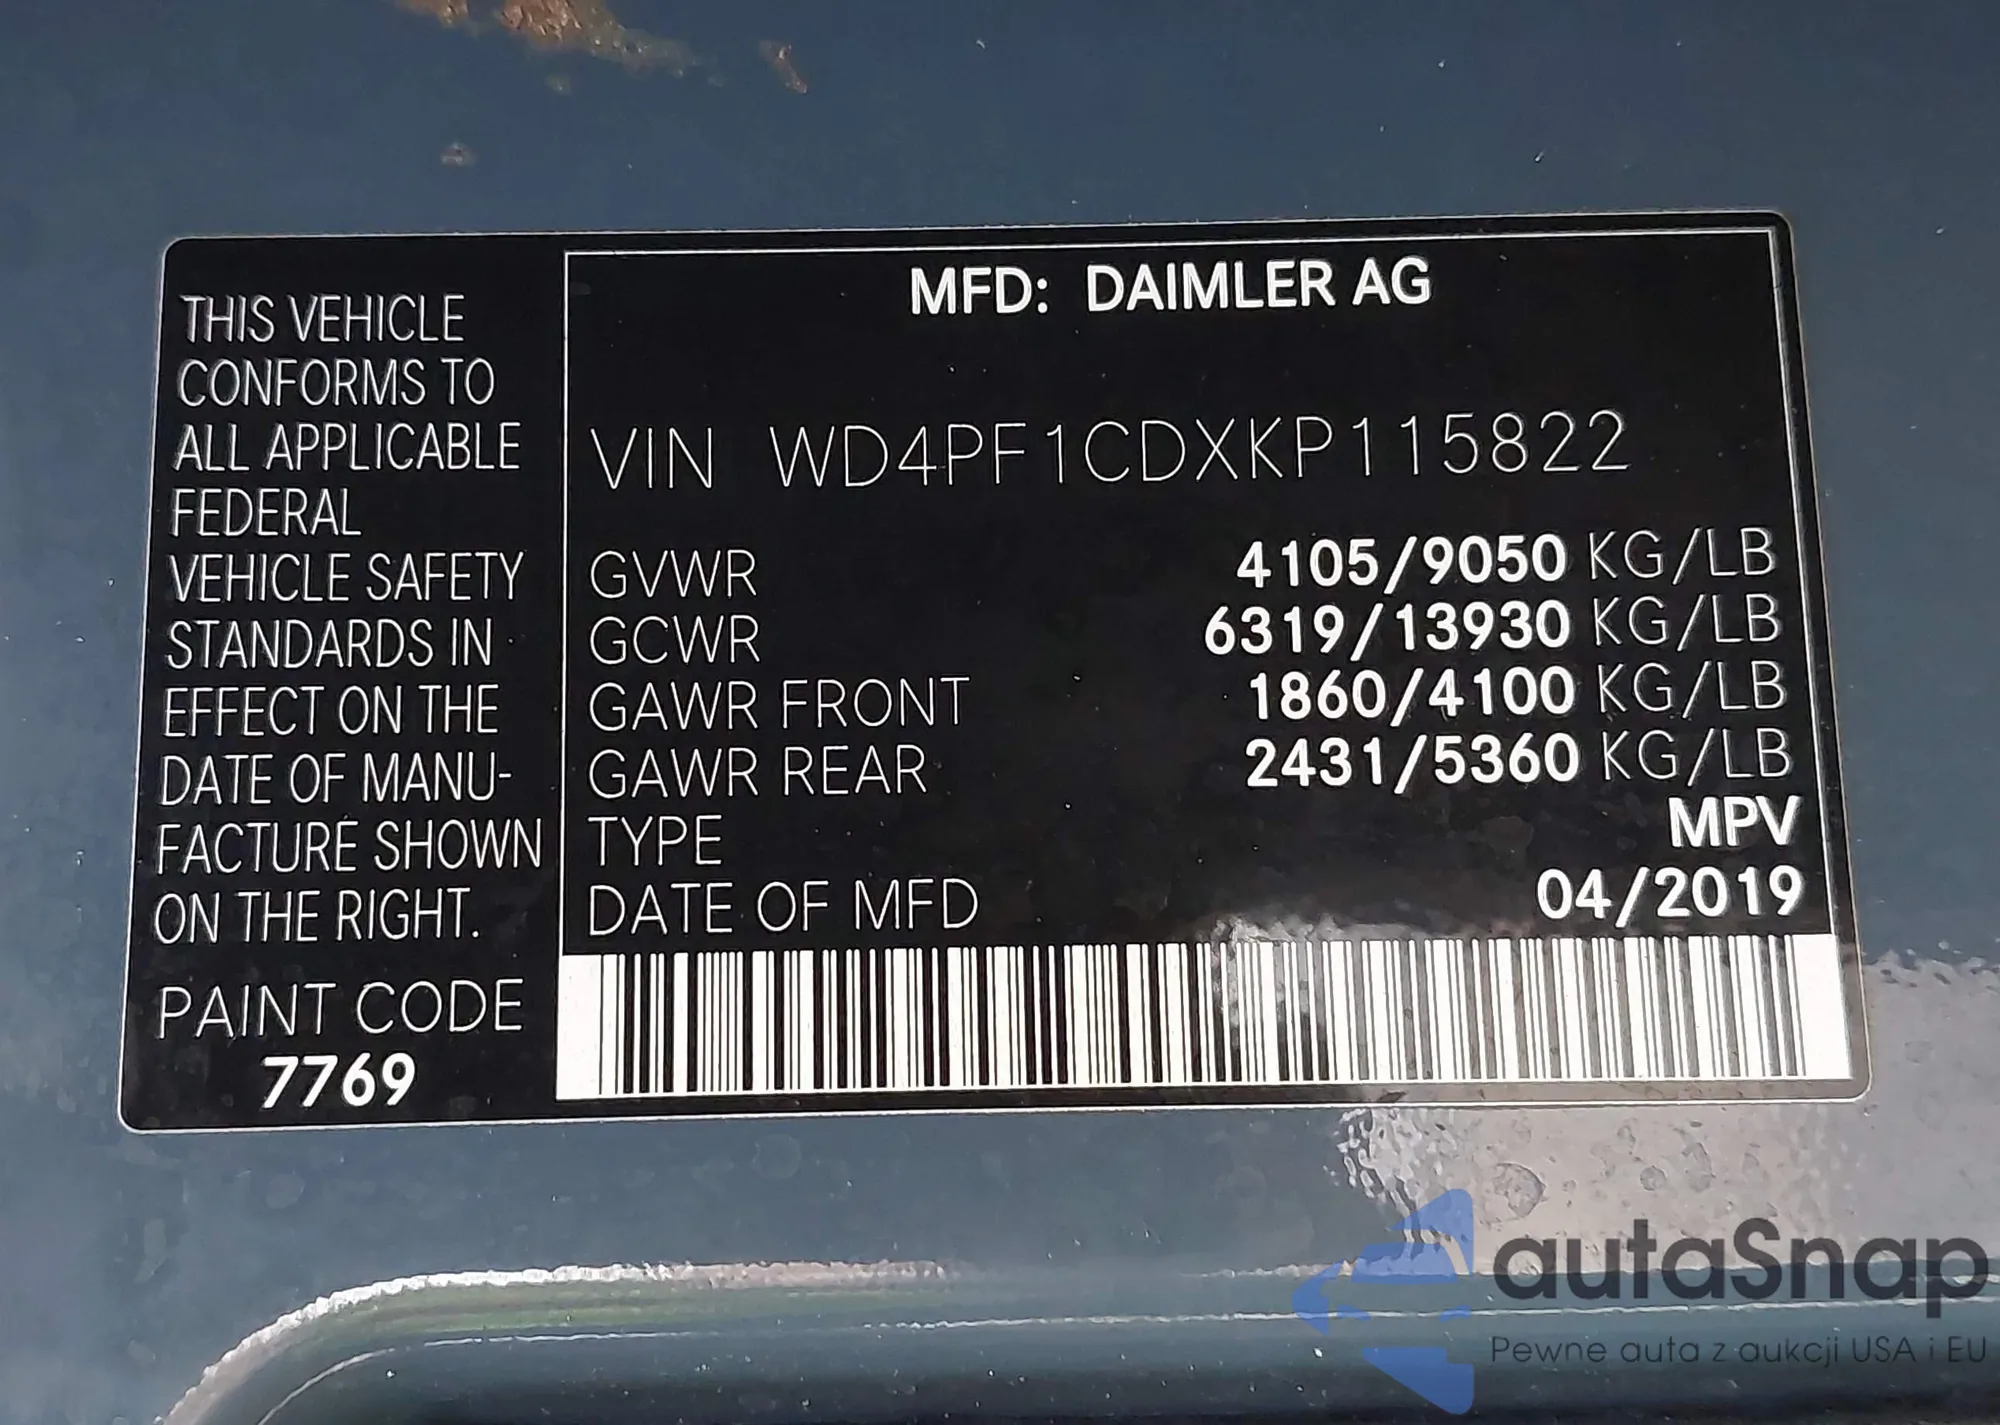 THIS VEHICLE
CONFORMS TO
ALL APPLICABLE
FEDERAL
VEHICLE SAFETY
STANDARDS IN
EFFECT ON THE
DATE OF MANU-
FACTURE SHOWN
ON THE RIGHT.
PAINT CODE
7769
MFD: DAIMLER AG
VIN WD4PF1CDXKP115822
GVWR 4105/9050 KG/LB
GCWR 6319/13930 KG/LB
GAWR FRONT 1860/4100 KG/LB
GAWR REAR 2431/5360 KG/LB
TYPE MPV
DATE OF MFD 04/2019
autaSnap
Pewne auta z aukcji USA i EU